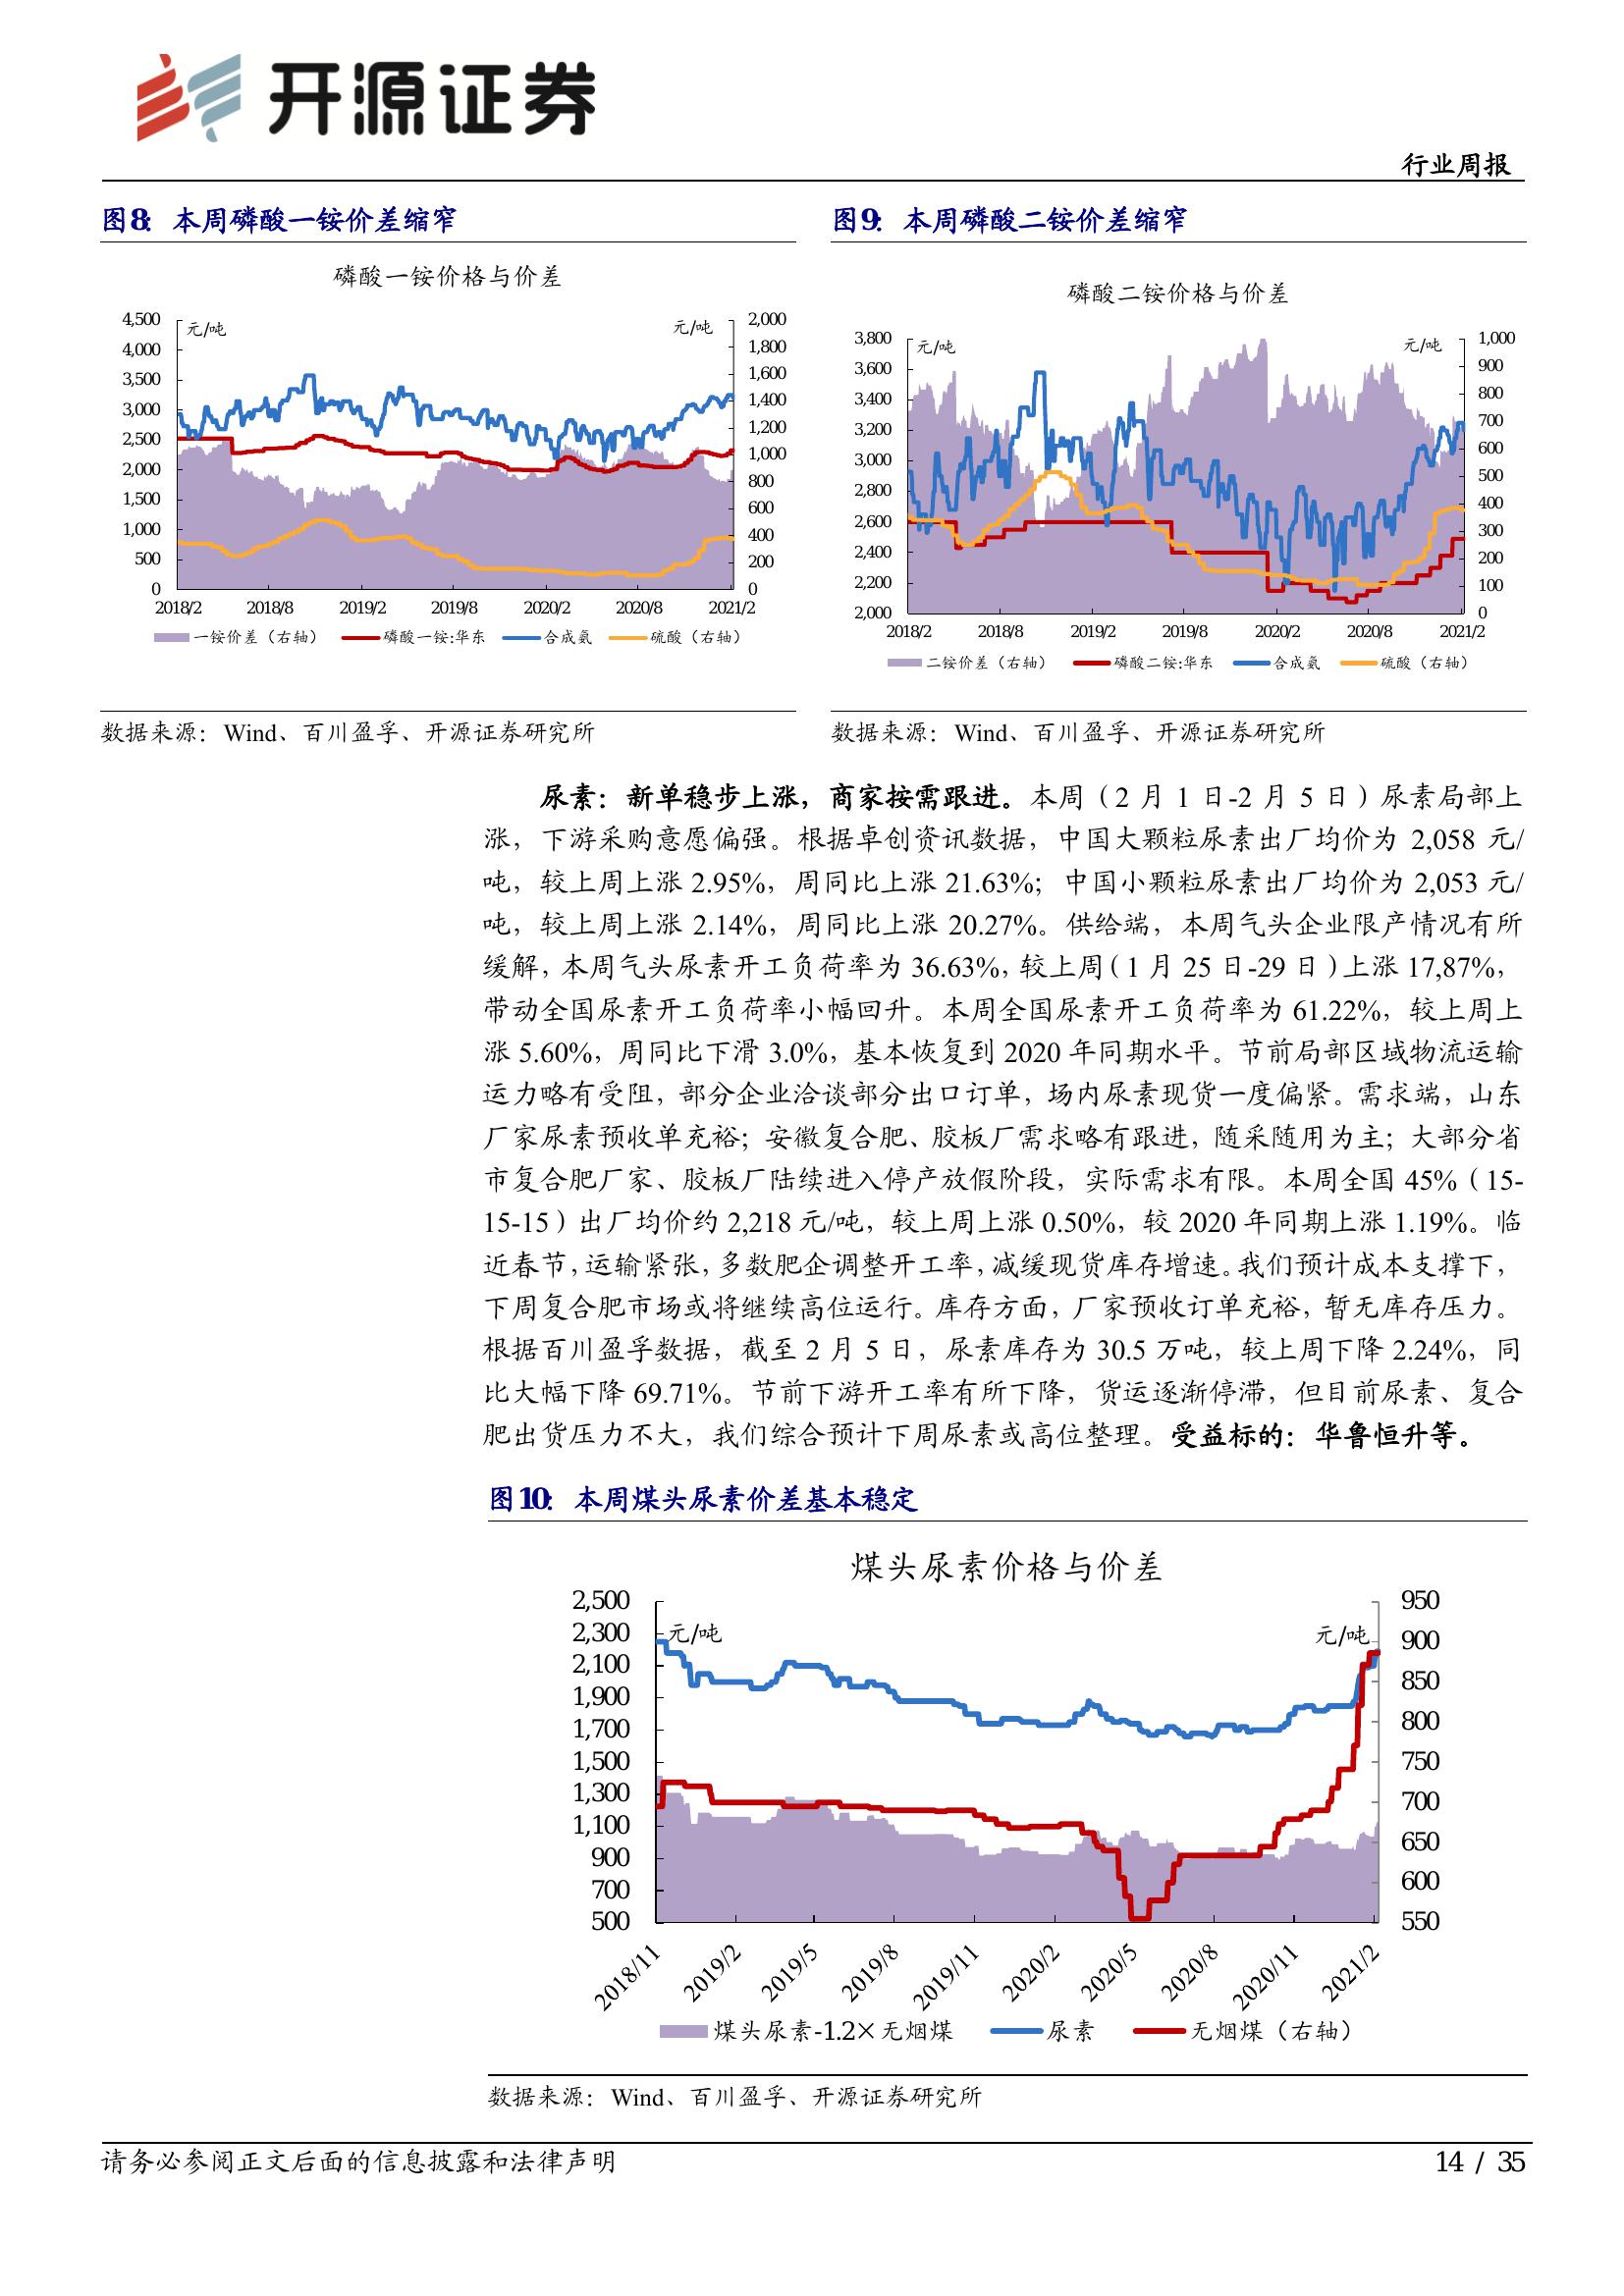 开源证券
行业周报
图8：本周磷酸一铵价差缩窄
磷酸一铵价格与价差
元/吨
元/吨
4,500
4,000
3,500
3,000
2,500
2,000
1,500
1,000
500
0
2,000
1,800
1,600
1,400
1,200
1,000
800
600
400
200
0
2018/2 2018/8 2019/2 2019/8 2020/2 2020/8 2021/2
一铵价差（右轴） 磷酸一铵:华东 合成氨 硫酸（右轴）
数据来源：Wind、百川盈孚、开源证券研究所
图9：本周磷酸二铵价差缩窄
磷酸二铵价格与价差
元/吨
元/吨
3,800
3,600
3,400
3,200
3,000
2,800
2,600
2,400
2,200
2,000
1,000
900
800
700
600
500
400
300
200
100
0
2018/2 2018/8 2019/2 2019/8 2020/2 2020/8 2021/2
二铵价差（右轴） 磷酸二铵:华东 合成氨 硫酸（右轴）
数据来源：Wind、百川盈孚、开源证券研究所
尿素：新单稳步上涨，商家按需跟进。本周（2 月 1 日-2 月 5 日）尿素局部上
涨，下游采购意愿偏强。根据卓创资讯数据，中国大颗粒尿素出厂均价为 2,058 元/
吨，较上周上涨 2.95%，周同比上涨 21.63%；中国小颗粒尿素出厂均价为 2,053 元/
吨，较上周上涨 2.14%，周同比上涨 20.27%。供给端，本周气头企业限产情况有所
缓解，本周气头尿素开工负荷率为 36.63%，较上周（1 月 25 日-29 日）上涨 17,87%，
带动全国尿素开工负荷率小幅回升。本周全国尿素开工负荷率为 61.22%，较上周上
涨 5.60%，周同比下滑 3.0%，基本恢复到 2020 年同期水平。节前局部区域物流运输
运力略有受阻，部分企业洽谈部分出口订单，场内尿素现货一度偏紧。需求端，山东
厂家尿素预收单充裕；安徽复合肥、胶板厂需求略有跟进，随采随用为主；大部分省
市复合肥厂家、胶板厂陆续进入停产放假阶段，实际需求有限。本周全国 45%（15-
15-15）出厂均价约 2,218 元/吨，较上周上涨 0.50%，较 2020 年同期上涨 1.19%。临
近春节，运输紧张，多数肥企调整开工率，减缓现货库存增速。我们预计成本支撑下，
下周复合肥市场或将继续高位运行。库存方面，厂家预收订单充裕，暂无库存压力。
根据百川盈孚数据，截至 2 月 5 日，尿素库存为 30.5 万吨，较上周下降 2.24%，同
比大幅下降 69.71%。节前下游开工率有所下降，货运逐渐停滞，但目前尿素、复合
肥出货压力不大，我们综合预计下周尿素或高位整理。受益标的：华鲁恒升等。
图10：本周煤头尿素价差基本稳定
煤头尿素价格与价差
元/吨
元/吨
2,500
2,300
2,100
1,900
1,700
1,500
1,300
1,100
900
700
500
950
900
850
800
750
700
650
600
550
2018/11 2019/2 2019/5 2019/8 2019/11 2020/2 2020/5 2020/8 2020/11 2021/2
煤头尿素-1.2×无烟煤 尿素 无烟煤（右轴）
数据来源：Wind、百川盈孚、开源证券研究所
请务必参阅正文后面的信息披露和法律声明
14 / 35